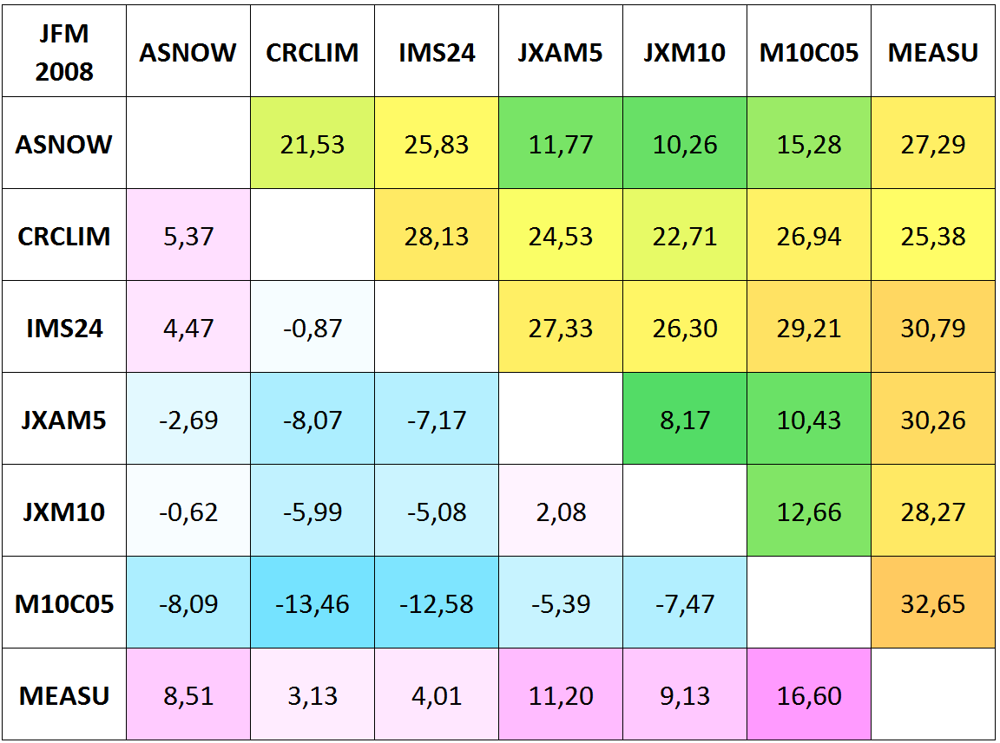 JFM 2008 ASNOW CRCLIM IMS24 JXAM5 JXM10 M10C05 MEASU
ASNOW 21,53 25,83 11,77 10,26 15,28 27,29
CRCLIM 5,37 28,13 24,53 22,71 26,94 25,38
IMS24 4,47 -0,87 27,33 26,30 29,21 30,79
JXAM5 -2,69 -8,07 -7,17 8,17 10,43 30,26
JXM10 -0,62 -5,99 -5,08 2,08 12,66 28,27
M10C05 -8,09 -13,46 -12,58 -5,39 -7,47 32,65
MEASU 8,51 3,13 4,01 11,20 9,13 16,60